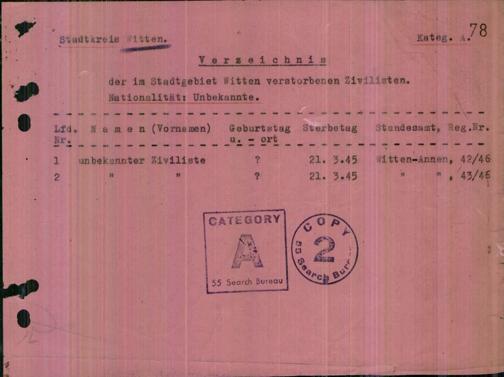 78
Stadtkreis Witten. Kateg. A.
Verzeichnis
der im Stadtgebiet Witten verstorbenen Zivilisten.
Nationalität: Unbekannte.
Lfd. Namen (Vornamen) Geburtstag Sterbetag Standesamt, Reg.Nr.
Nr. u. - ort
1 unbekannter Ziviliste ? 21. 3.45 Witten-Annen, 42/46
2 " " ? 21. 3.45 " " , 43/46
CATEGORY
A
55 Search Bureau
COPY
2
55 Search Bureau